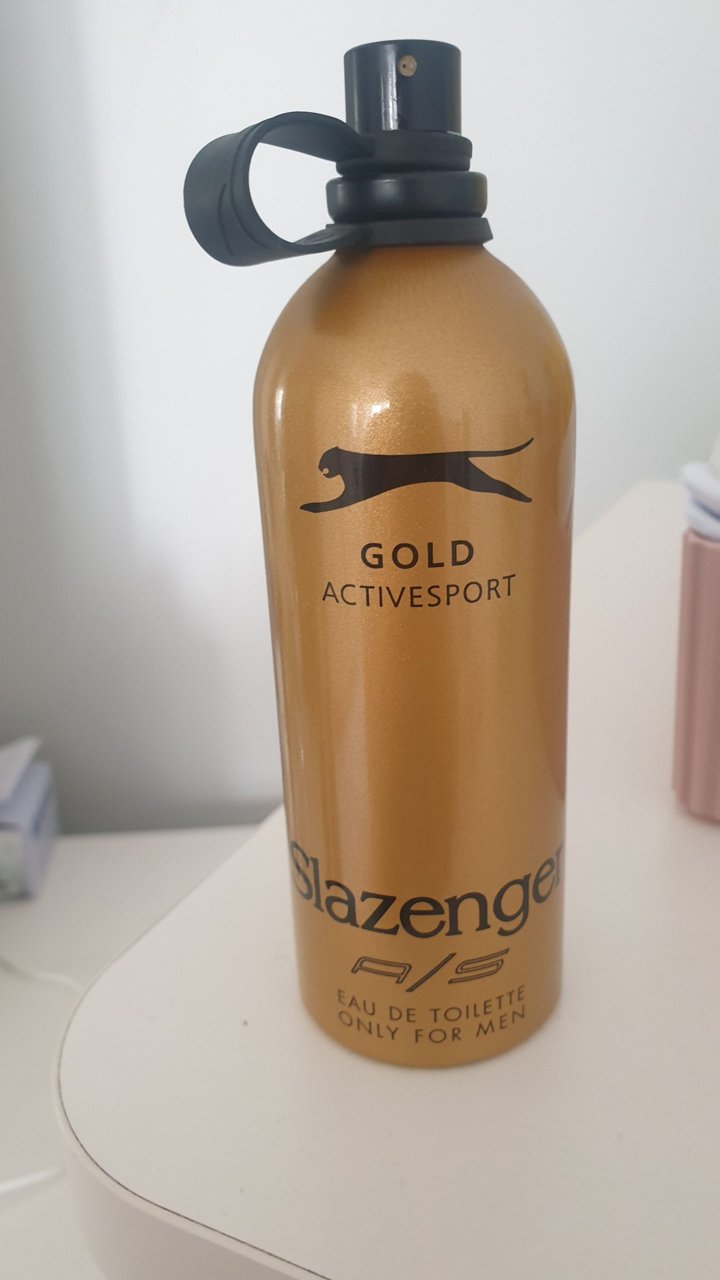 GOLD
ACTIVESPORT
Slazenger
A/S
EAU DE TOILETTE
ONLY FOR MEN